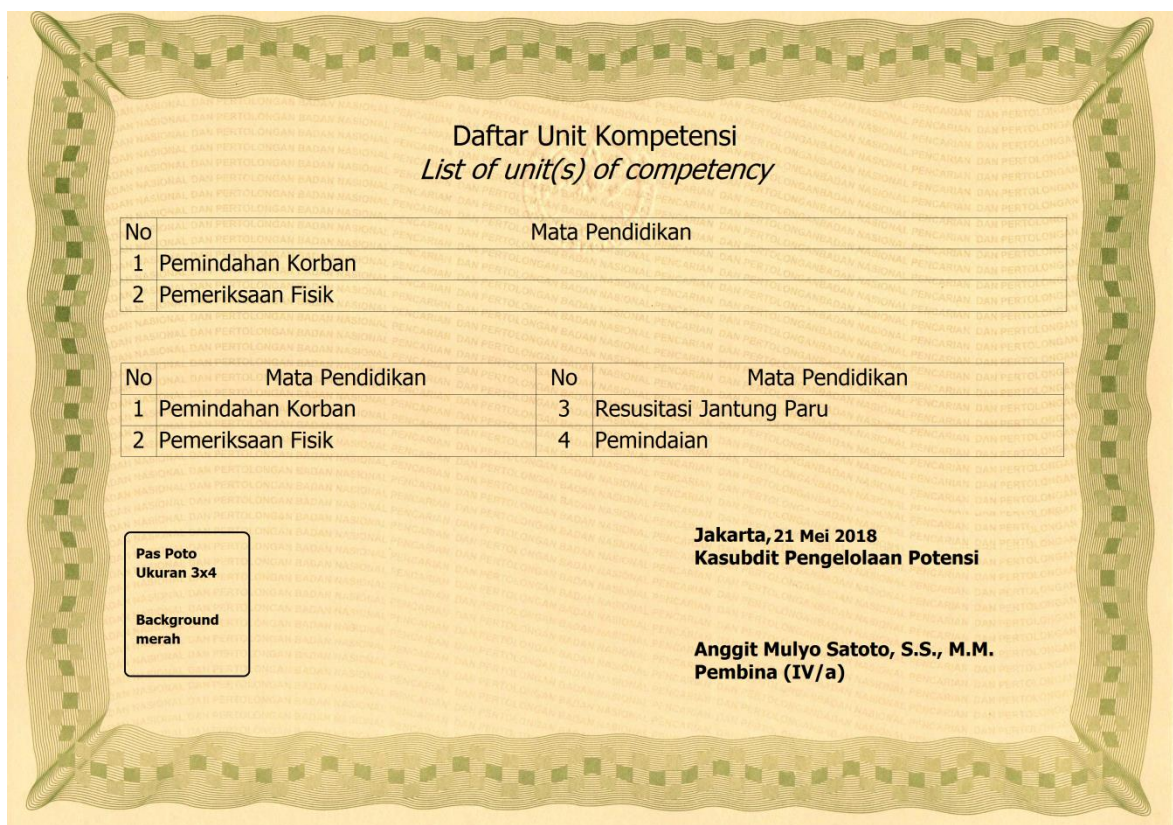 Daftar Unit Kompetensi
List of unit(s) of competency
No Mata Pendidikan
1 Pemindahan Korban
2 Pemeriksaan Fisik
No Mata Pendidikan No Mata Pendidikan
1 Pemindahan Korban 3 Resusitasi Jantung Paru
2 Pemeriksaan Fisik 4 Pemindaian
Pas Poto
Ukuran 3x4
Background
merah
Jakarta, 21 Mei 2018
Kasubdit Pengelolaan Potensi
Anggit Mulyo Satoto, S.S., M.M.
Pembina (IV/a)